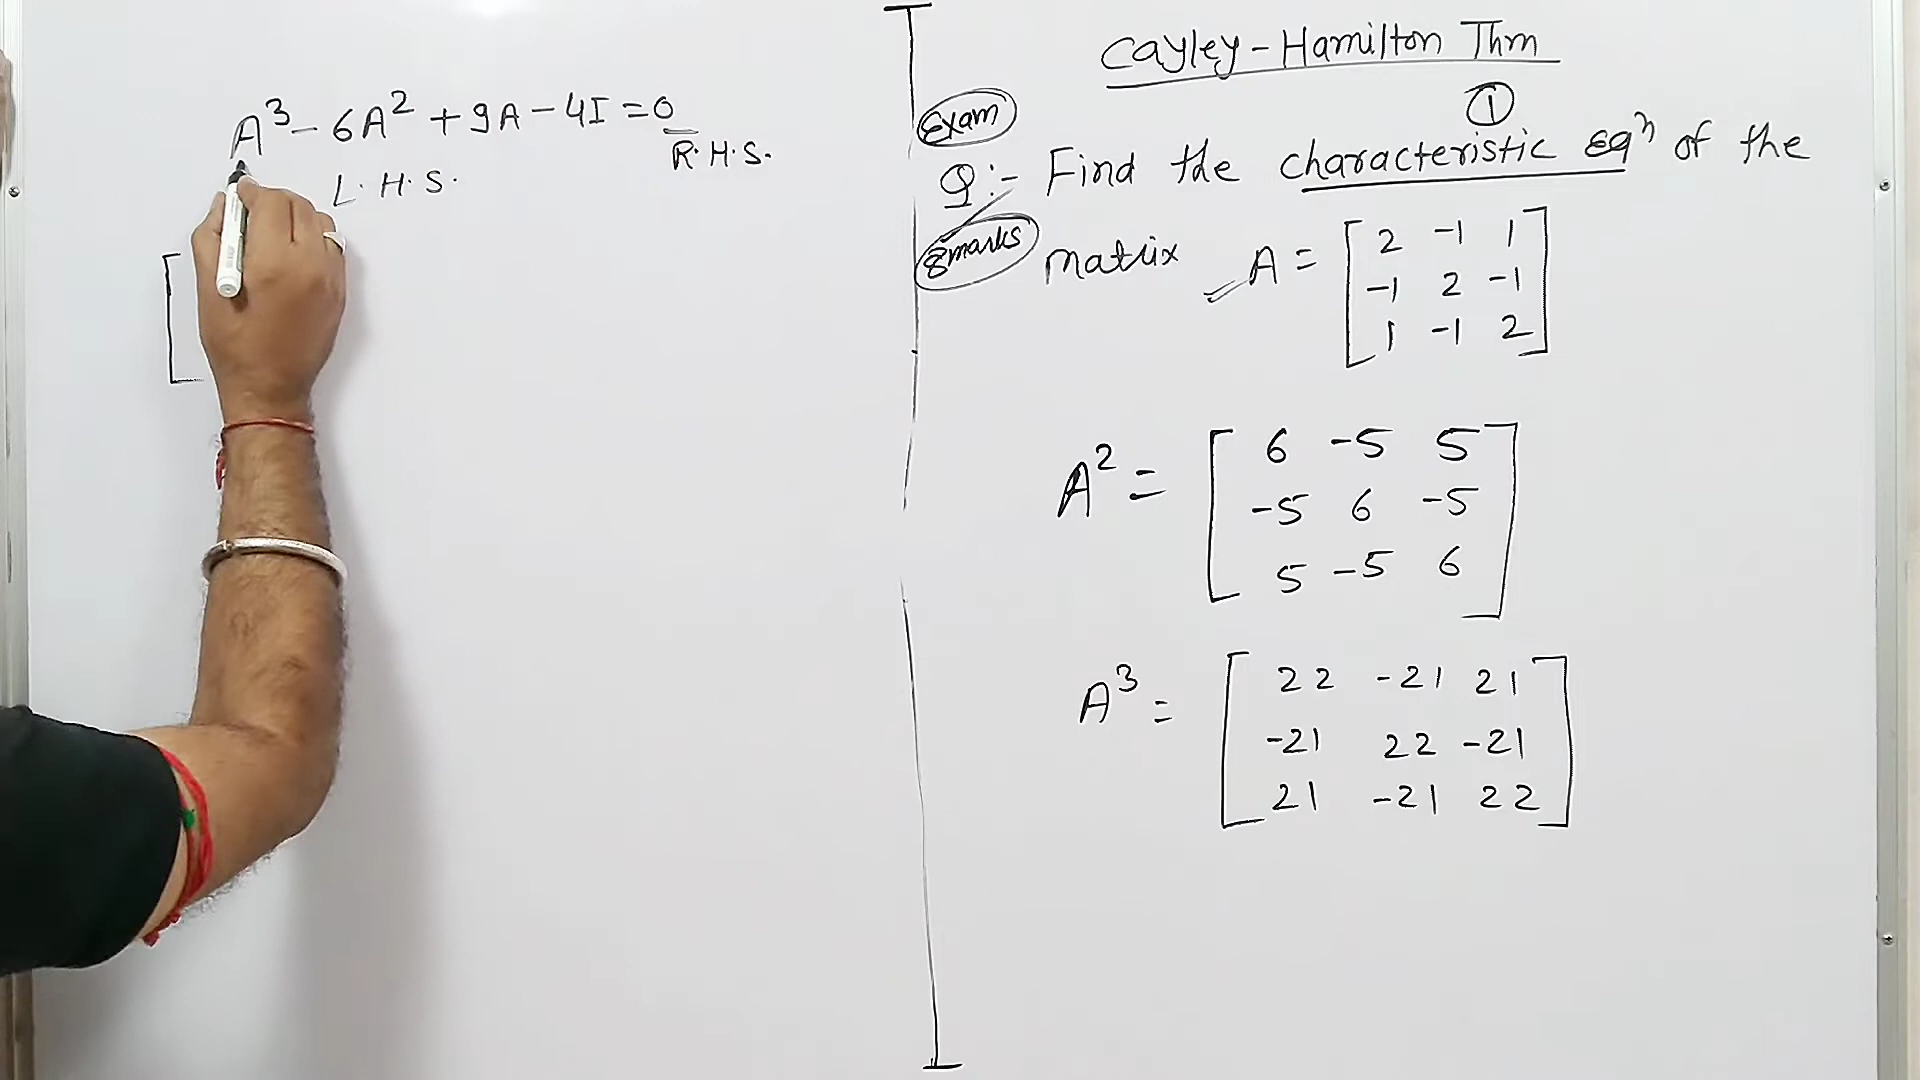 A³ - 6A² + 9A - 4I = 0
L.H.S.
R.H.S.
Cayley-Hamilton Thm
①
Exam
Q:- Find the characteristic eqⁿ of the
8marks
matrix A = [2 -1 1
-1 2 -1
1 -1 2]
A² = [6 -5 5
-5 6 -5
5 -5 6]
A³ = [22 -21 21
-21 22 -21
21 -21 22]